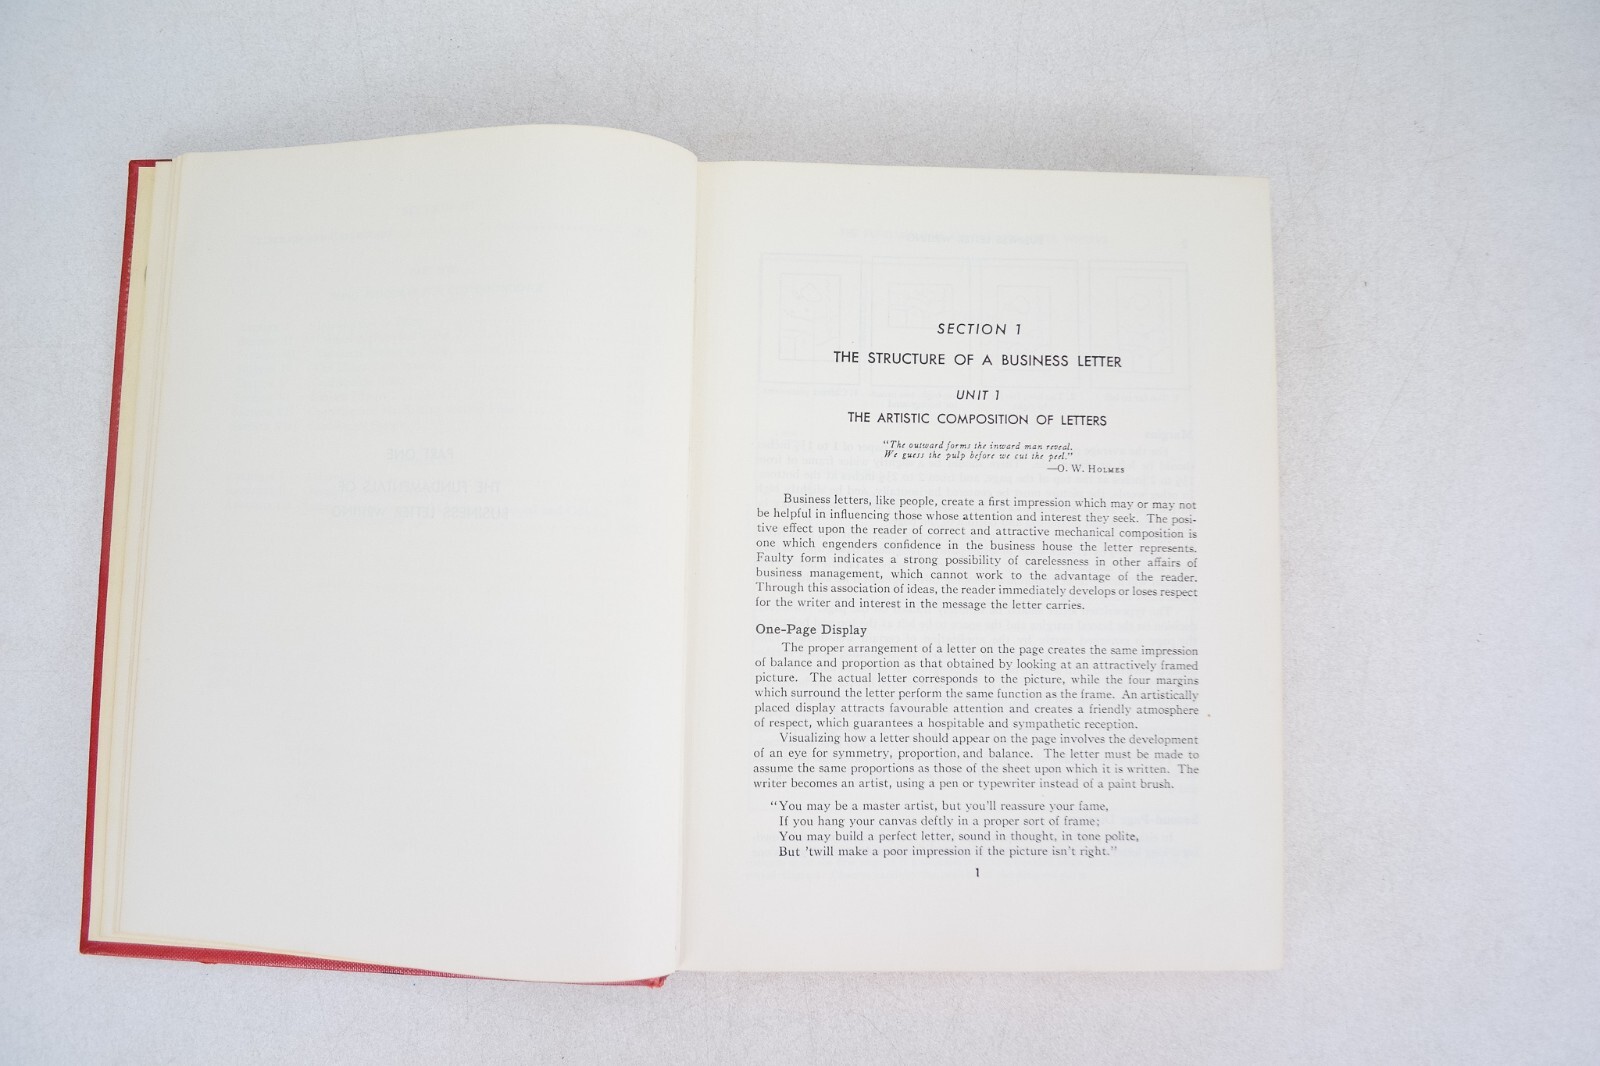 SECTION 1
THE STRUCTURE OF A BUSINESS LETTER
UNIT 1
THE ARTISTIC COMPOSITION OF LETTERS
"The outward forms the inward man reveal.
We guess the pulp before we cut the peel."
—O. W. Holmes
Business letters, like people, create a first impression which may or may not
be helpful in influencing those whose attention and interest they seek. The posi-
tive effect upon the reader of correct and attractive mechanical composition is
one which engenders confidence in the business house the letter represents.
Faulty form indicates a strong possibility of carelessness in other affairs of
business management, which cannot work to the advantage of the reader.
Through this association of ideas, the reader immediately develops or loses respect
for the writer and interest in the message the letter carries.
One-Page Display
The proper arrangement of a letter on the page creates the same impression
of balance and proportion as that obtained by looking at an attractively framed
picture. The actual letter corresponds to the picture, while the four margins
which surround the letter perform the same function as the frame. An artistically
placed display attracts favourable attention and creates a friendly atmosphere
of respect, which guarantees a hospitable and sympathetic reception.
Visualizing how a letter should appear on the page involves the development
of an eye for symmetry, proportion, and balance. The letter must be made to
assume the same proportions as those of the sheet upon which it is written. The
writer becomes an artist, using a pen or typewriter instead of a paint brush.
"You may be a master artist, but you'll reassure your fame,
If you hang your canvas deftly in a proper sort of frame;
You may build a perfect letter, sound in thought, in tone polite,
But 'twill make a poor impression if the picture isn't right."
1